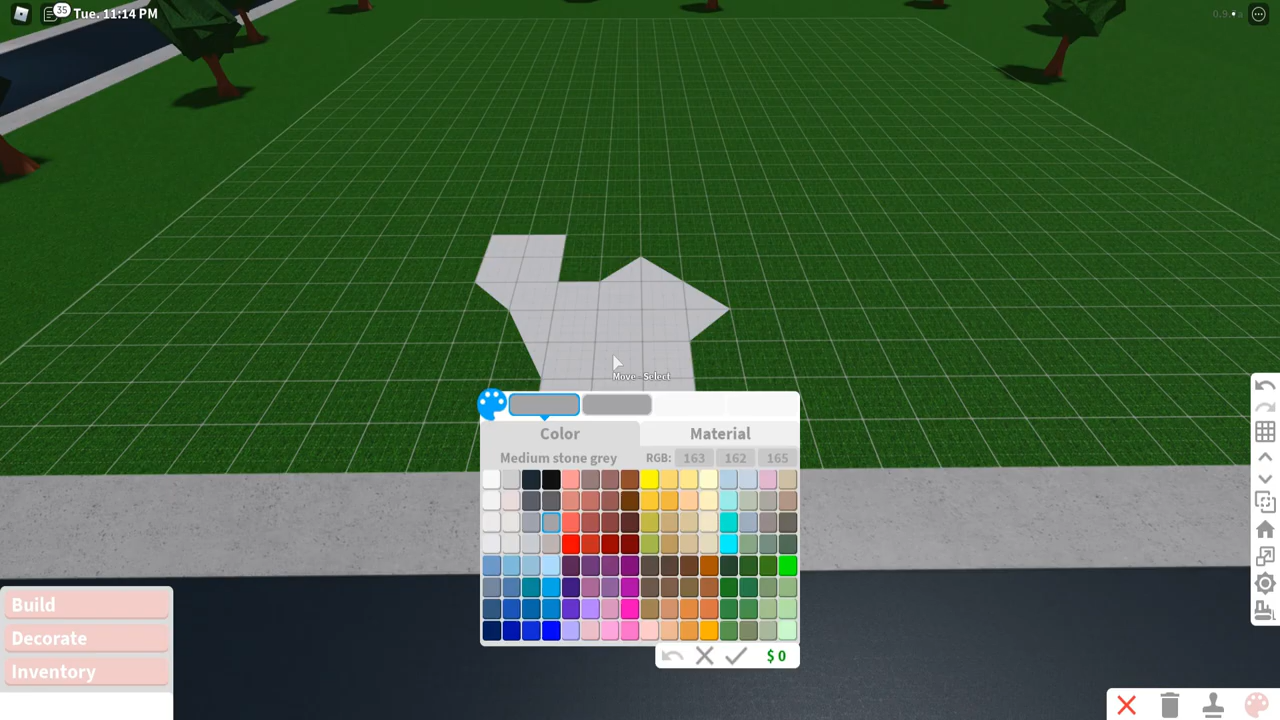 35 Tue. 11:14 PM
Move - Select
Color
Material
Medium stone grey
RGB: 163 162 165
Build
Decorate
Inventory
$ 0